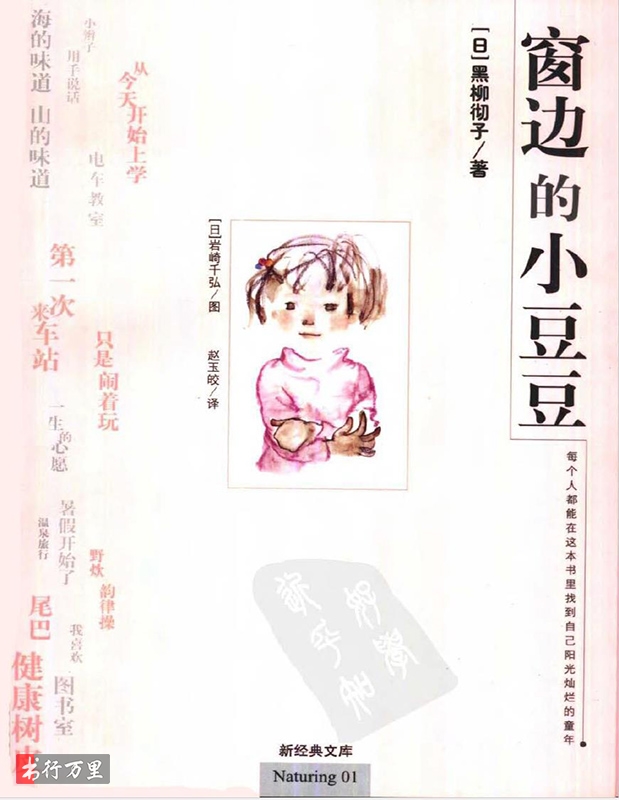 窗边的小豆豆
[日]黑柳彻子/著
每个人都能在这本书里找到自己阳光灿烂的童年
[日]岩崎千弘/图
赵玉皎/译
从今天开始上学
小辫子
用手说话
电车教室
海的味道 山的味道
第一次来车站
只是闹着玩
一生的心愿
暑假开始了
温泉旅行
野炊
韵律操
尾巴
我喜欢
图书室
健康树皮
好学
新经典文库
Naturing 01
书行万里